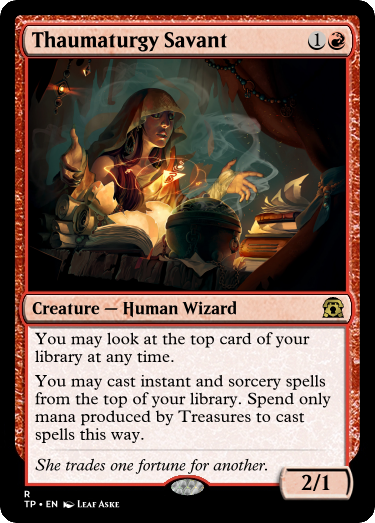 Thaumaturgy Savant 1
Creature — Human Wizard
You may look at the top card of your
library at any time.
You may cast instant and sorcery spells
from the top of your library. Spend only
mana produced by Treasures to cast
spells this way.
She trades one fortune for another.
2/1
R
TP • EN Leaf Aske